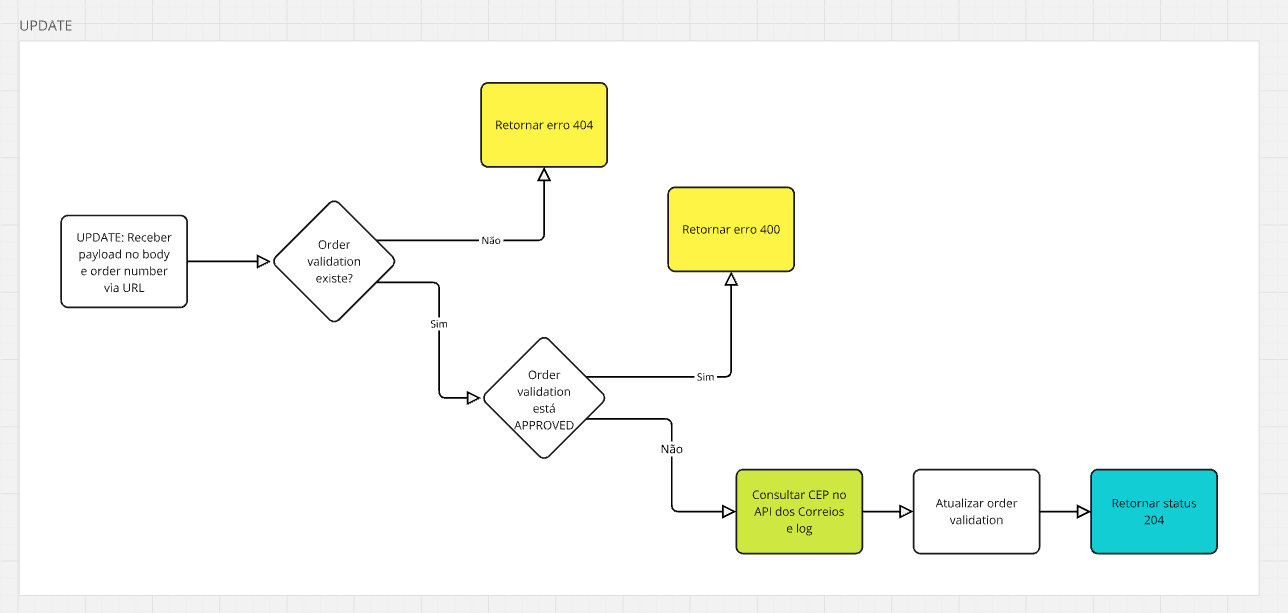 UPDATE
Retornar erro 404
Retornar erro 400
UPDATE: Receber
payload no body
e order number
via URL
Order
validation
existe?
Não
Sim
Order
validation
está
APPROVED
Sim
Não
Consultar CEP no
API dos Correios
e log
Atualizar order
validation
Retornar status
204